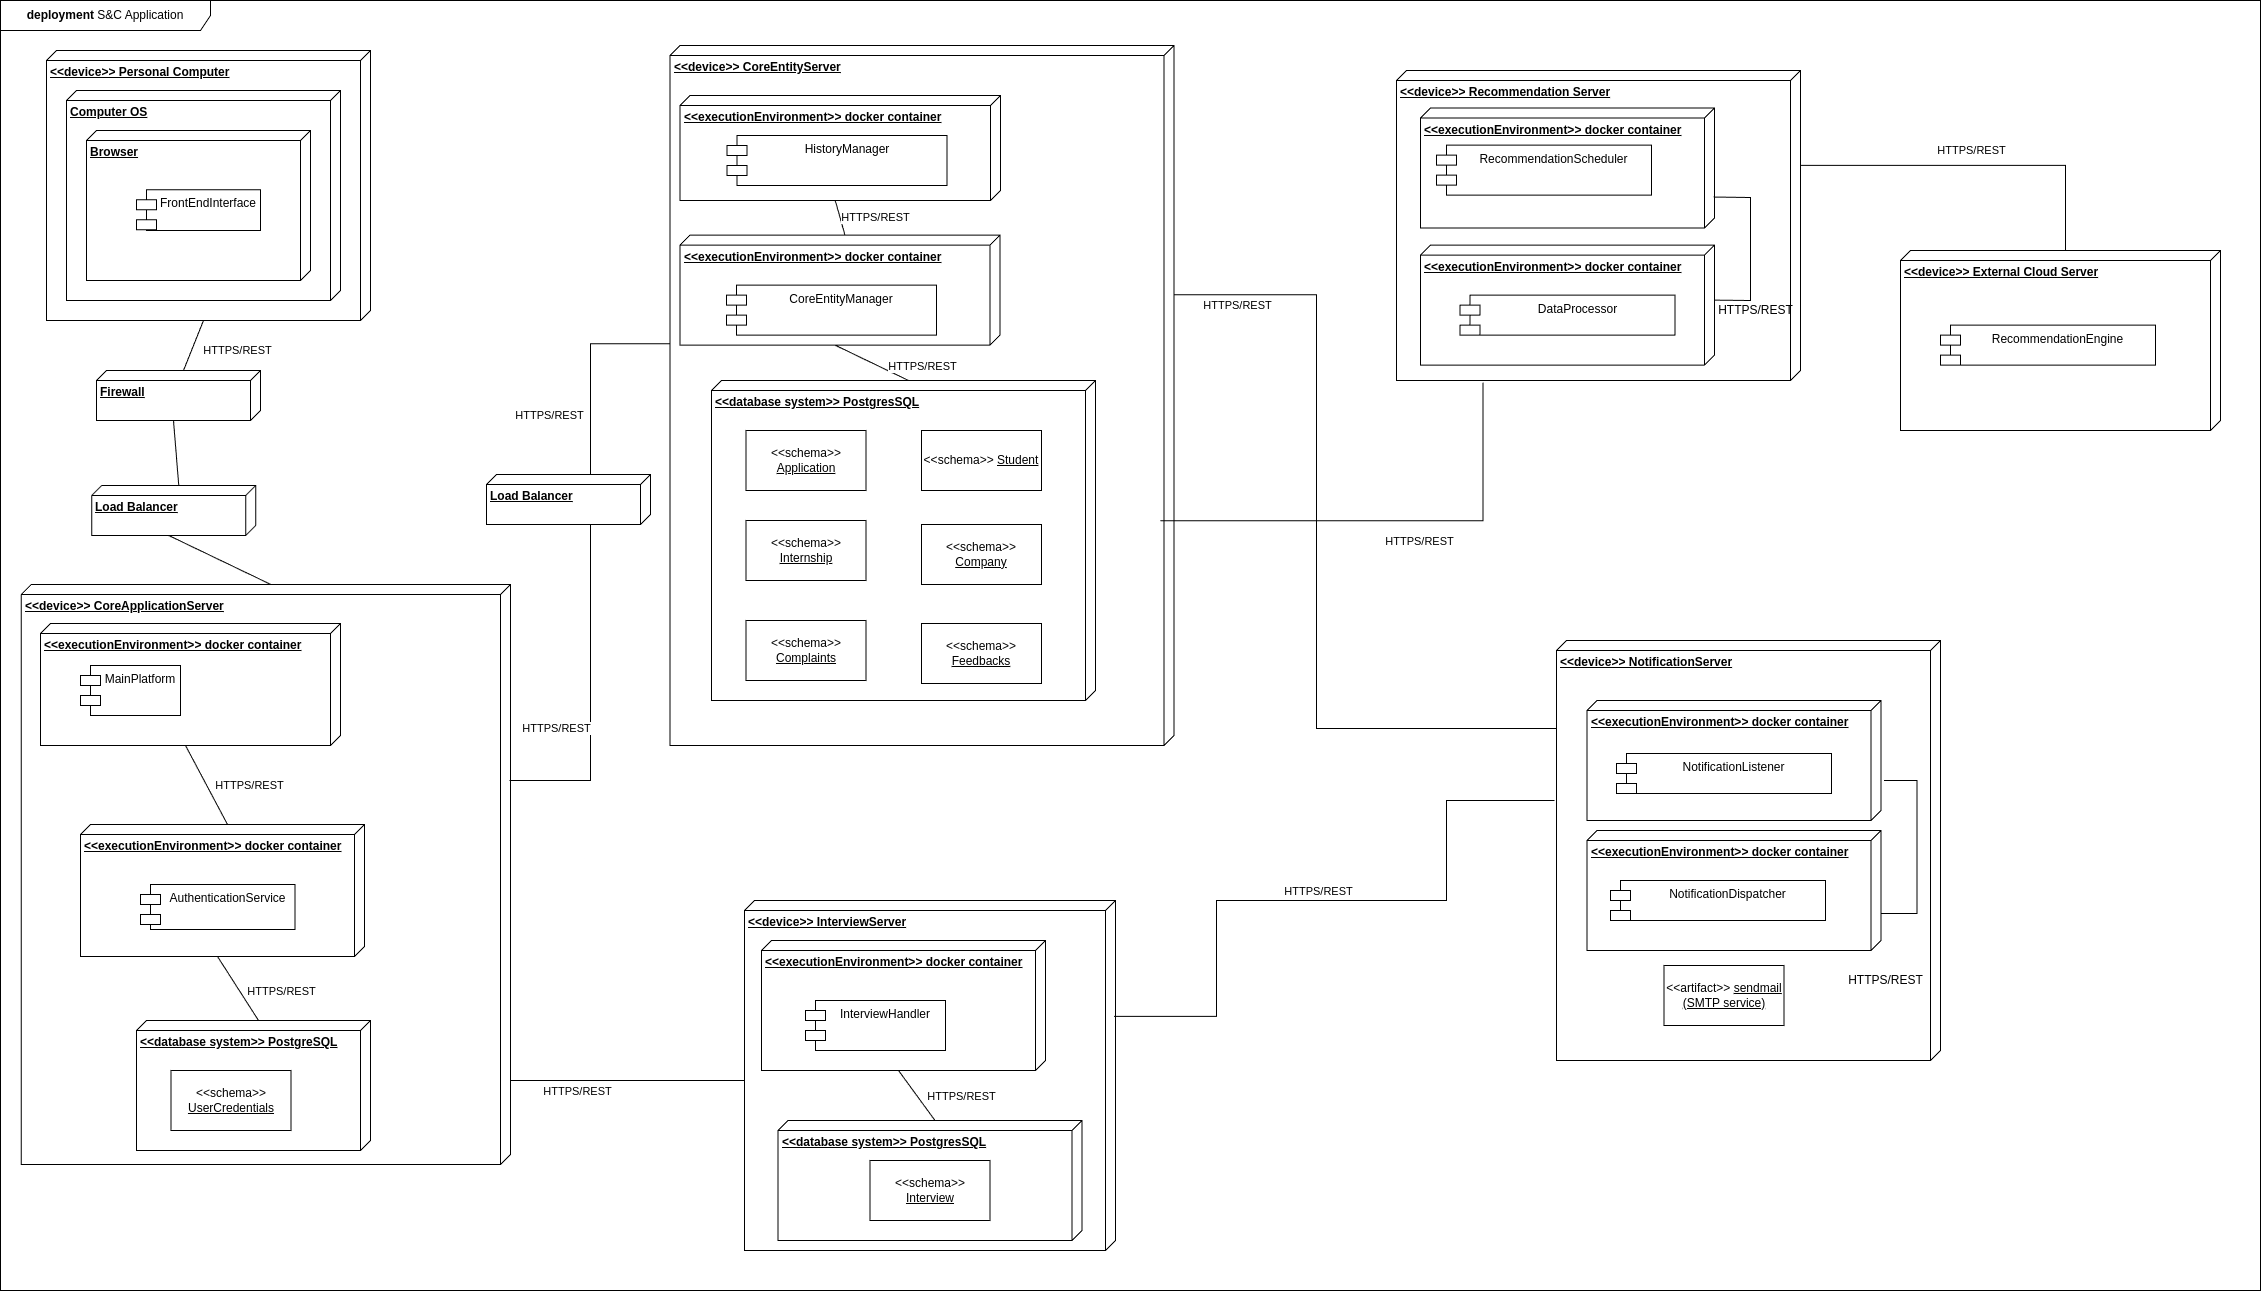 deployment S&C Application
<<device>> Personal Computer
Computer OS
Browser
FrontEndInterface
HTTPS/REST
Firewall
Load Balancer
<<device>> CoreApplicationServer
<<executionEnvironment>> docker container
MainPlatform
HTTPS/REST
<<executionEnvironment>> docker container
AuthenticationService
HTTPS/REST
<<database system>> PostgreSQL
<<schema>>
UserCredentials
HTTPS/REST
Load Balancer
HTTPS/REST
HTTPS/REST
<<device>> CoreEntityServer
<<executionEnvironment>> docker container
HistoryManager
HTTPS/REST
<<executionEnvironment>> docker container
CoreEntityManager
HTTPS/REST
<<database system>> PostgresSQL
<<schema>>
Application
<<schema>> Student
<<schema>>
Internship
<<schema>>
Company
<<schema>>
Complaints
<<schema>>
Feedbacks
<<device>> InterviewServer
<<executionEnvironment>> docker container
InterviewHandler
HTTPS/REST
<<database system>> PostgresSQL
<<schema>>
Interview
HTTPS/REST
HTTPS/REST
HTTPS/REST
<<device>> Recommendation Server
<<executionEnvironment>> docker container
RecommendationScheduler
<<executionEnvironment>> docker container
DataProcessor
HTTPS/REST
HTTPS/REST
<<device>> External Cloud Server
RecommendationEngine
<<device>> NotificationServer
<<executionEnvironment>> docker container
NotificationListener
<<executionEnvironment>> docker container
NotificationDispatcher
HTTPS/REST
<<artifact>> sendmail
(SMTP service)